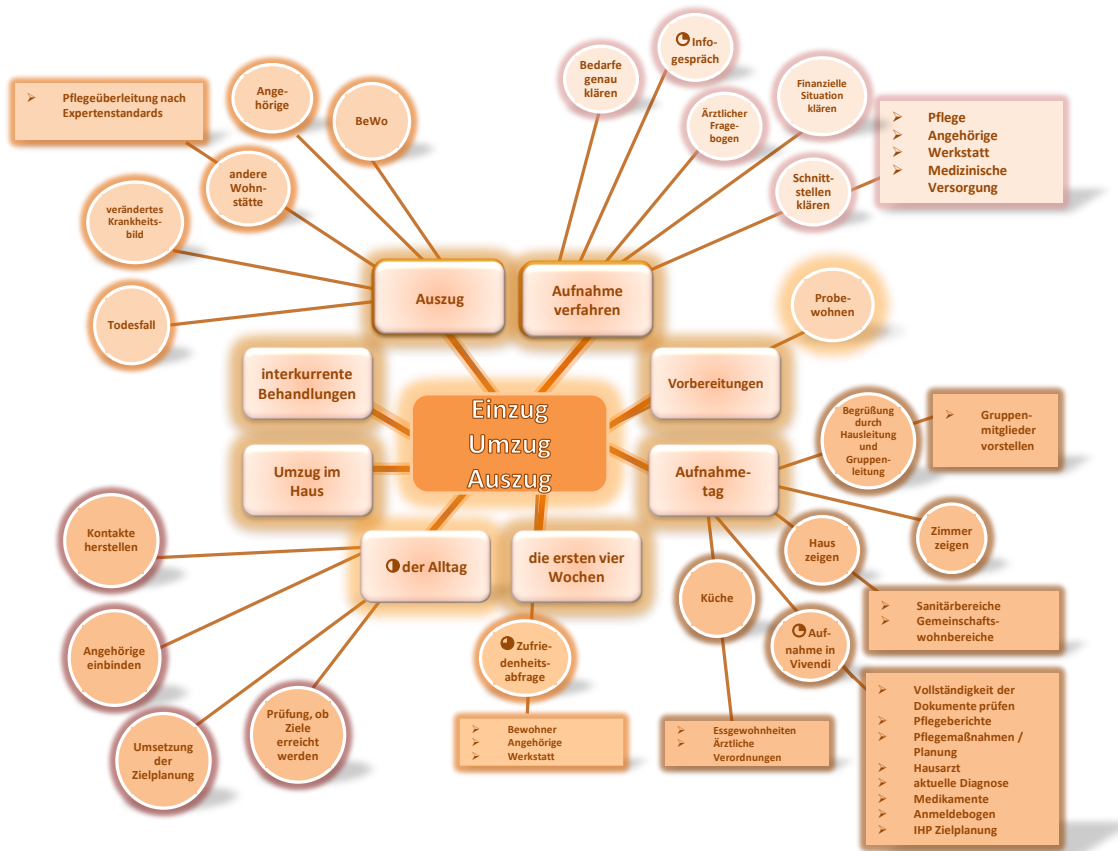 Pflegeüberleitung nach
Expertenstandards
Ange-
hörige
BeWo
andere
Wohn-
stätte
verändertes
Krankheits-
bild
Todesfall
Auszug
Bedarfe
genau
klären
Info-
gespräch
Ärztlicher
Frage-
bogen
Finanzielle
Situation
klären
Schnitt-
stellen
klären
Pflege
Angehörige
Werkstatt
Medizinische
Versorgung
Aufnahme
verfahren
Probe-
wohnen
Vorbereitungen
interkurrente
Behandlungen
Einzug
Umzug
Auszug
Umzug im
Haus
Aufnahme-
tag
Begrüßung
durch
Hausleitung
und
Gruppen-
leitung
Gruppen-
mitglieder
vorstellen
Zimmer
zeigen
Haus
zeigen
Sanitärbereiche
Gemeinschafts-
wohnbereiche
Küche
Essgewohnheiten
Ärztliche
Verordnungen
Auf-
nahme in
Vivendi
Vollständigkeit der
Dokumente prüfen
Pflegeberichte
Pflegemaßnahmen /
Planung
Hausarzt
aktuelle Diagnose
Medikamente
Anmeldebogen
IHP Zielplanung
die ersten vier
Wochen
Zufrie-
denheits-
abfrage
Bewohner
Angehörige
Werkstatt
der Alltag
Kontakte
herstellen
Angehörige
einbinden
Umsetzung
der
Zielplanung
Prüfung, ob
Ziele
erreicht
werden